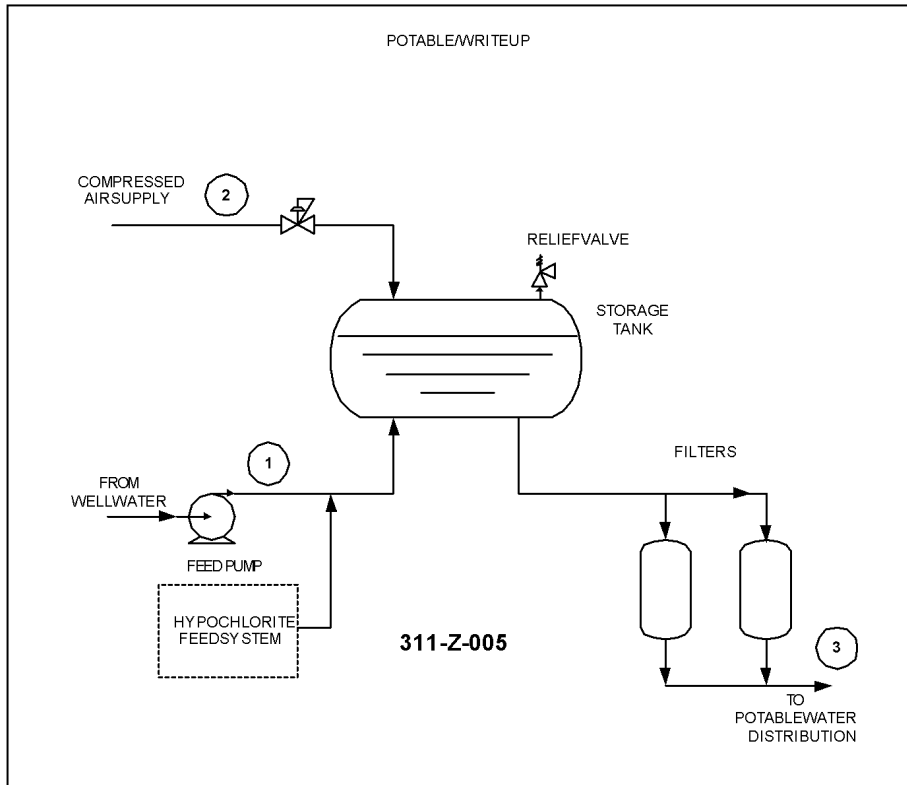 POTABLE/WRITEUP
COMPRESSED
AIRSUPPLY
2
RELIEFVALVE
STORAGE
TANK
1
FILTERS
FROM
WELLWATER
FEED PUMP
HYPOCHLORITE
FEEDSYSTEM
311-Z-005
3
TO
POTABLEWATER
DISTRIBUTION